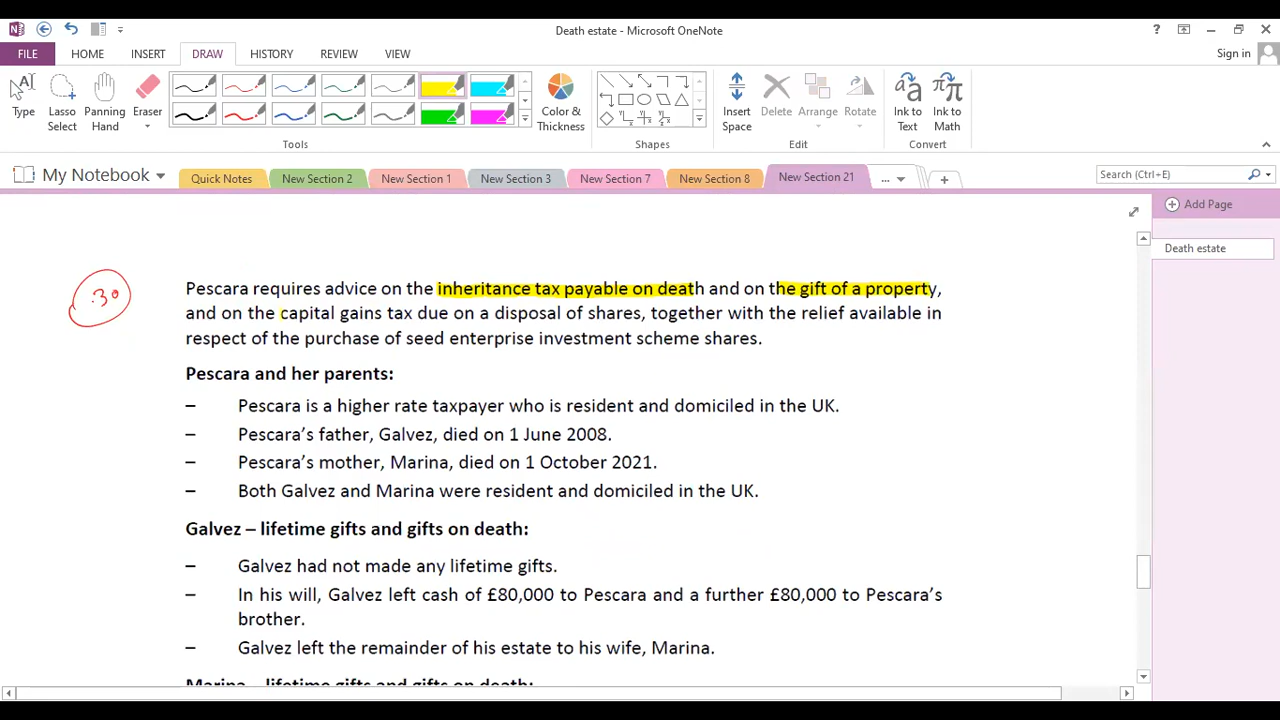 Death estate - Microsoft OneNote
?
FILE HOME INSERT DRAW HISTORY REVIEW VIEW
Sign in
Type Lasso Select Panning Hand Eraser
Color & Thickness
Insert Space Delete Arrange Rotate
Ink to Text Ink to Math
Tools Shapes Edit Convert
My Notebook Quick Notes New Section 2 New Section 1 New Section 3 New Section 7 New Section 8 New Section 21 ... +
Search (Ctrl+E)
Add Page
Death estate
.30
Pescara requires advice on the inheritance tax payable on death and on the gift of a property,
and on the capital gains tax due on a disposal of shares, together with the relief available in
respect of the purchase of seed enterprise investment scheme shares.
Pescara and her parents:
– Pescara is a higher rate taxpayer who is resident and domiciled in the UK.
– Pescara’s father, Galvez, died on 1 June 2008.
– Pescara’s mother, Marina, died on 1 October 2021.
– Both Galvez and Marina were resident and domiciled in the UK.
Galvez – lifetime gifts and gifts on death:
– Galvez had not made any lifetime gifts.
– In his will, Galvez left cash of £80,000 to Pescara and a further £80,000 to Pescara’s
brother.
– Galvez left the remainder of his estate to his wife, Marina.
Marina – lifetime gifts and gifts on death: